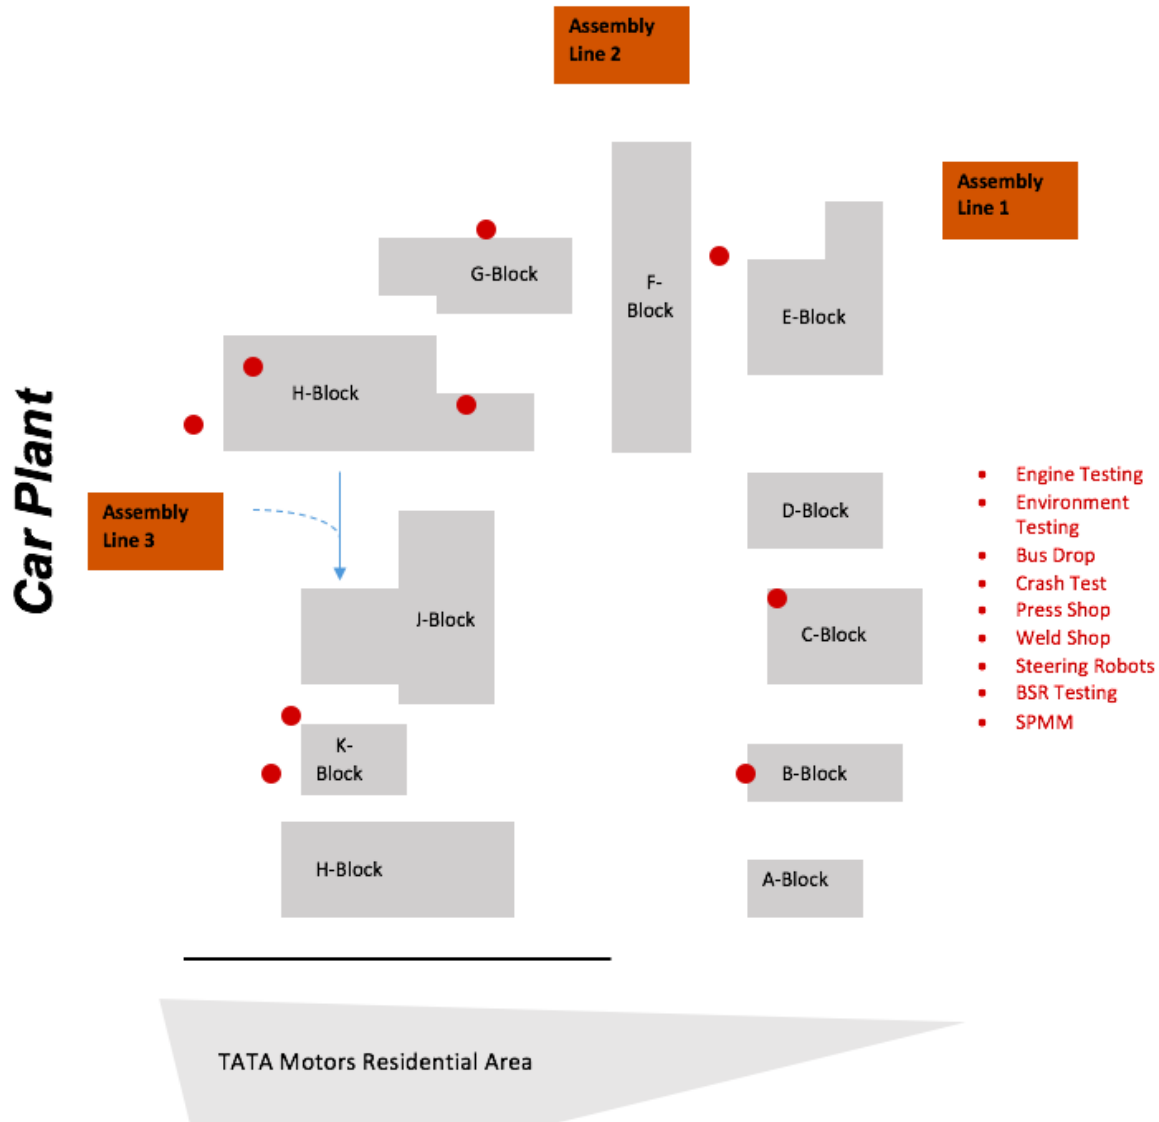 Assembly
Line 2
Assembly
Line 1
G-Block
F-
Block
E-Block
H-Block
Car Plant
Assembly
Line 3
D-Block
J-Block
C-Block
K-
Block
B-Block
H-Block
A-Block
• Engine Testing
• Environment
Testing
• Bus Drop
• Crash Test
• Press Shop
• Weld Shop
• Steering Robots
• BSR Testing
• SPMM
TATA Motors Residential Area